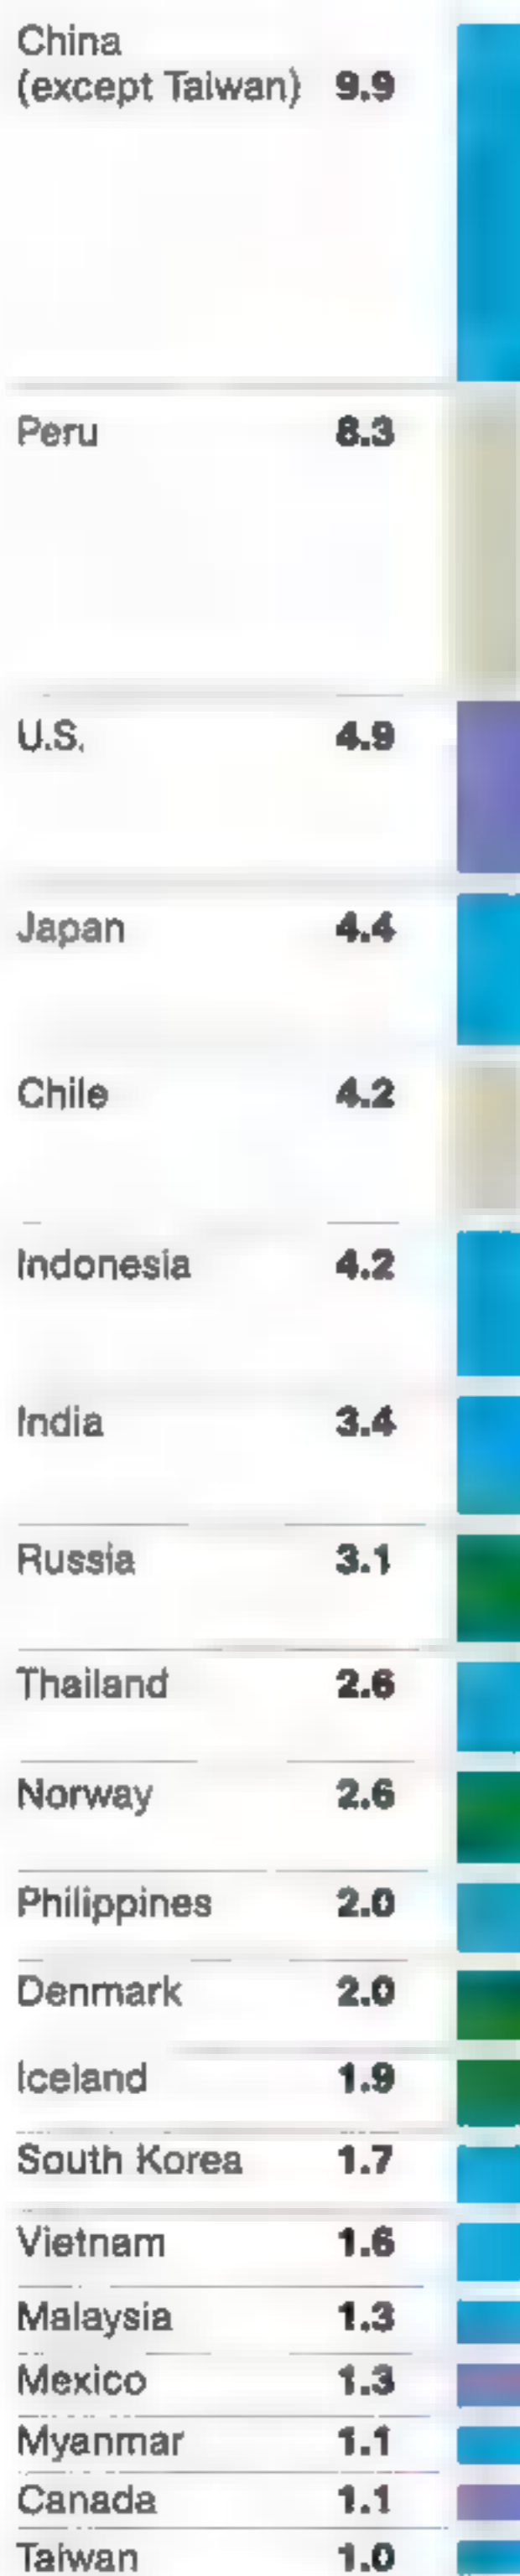 China
(except Taiwan) 9.9
Peru 8.3
U.S. 4.9
Japan 4.4
Chile 4.2
Indonesia 4.2
India 3.4
Russia 3.1
Thailand 2.6
Norway 2.6
Philippines 2.0
Denmark 2.0
Iceland 1.9
South Korea 1.7
Vietnam 1.6
Malaysia 1.3
Mexico 1.3
Myanmar 1.1
Canada 1.1
Taiwan 1.0